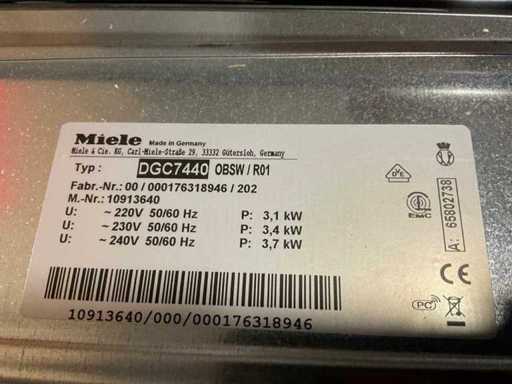 Miele Made in Germany
Miele & Cie. KG, Carl-Miele-Straße 29, 33332 Gütersloh, Germany
Typ : DGC7440 OBSW / R01
Fabr.-Nr.: 00 / 000176318946 / 202
M.-Nr.: 10913640
U: ~ 220V 50/60 Hz P: 3,1 kW
U: ~ 230V 50/60 Hz P: 3,4 kW
U: ~ 240V 50/60 Hz P: 3,7 kW
10913640/000/000176318946
EMC
A: 65802738
CE
PC